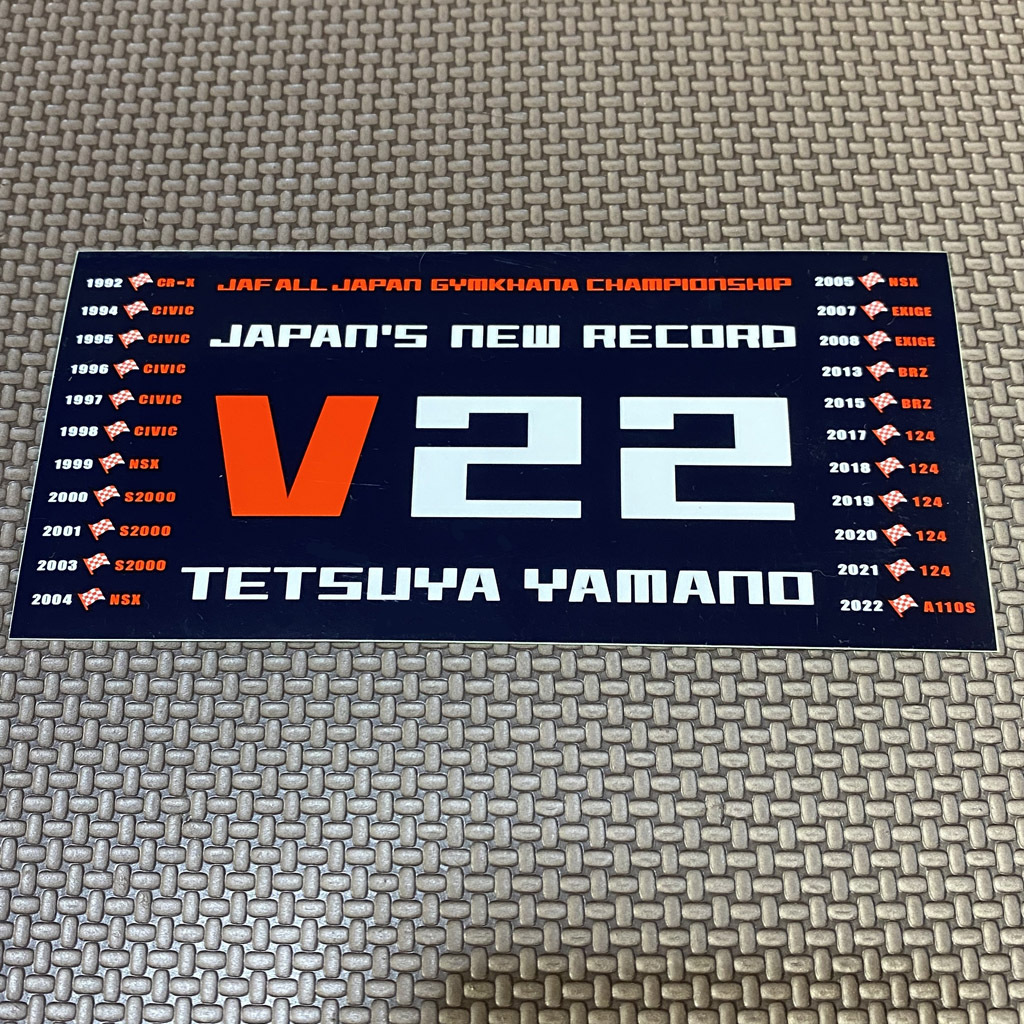 JAF ALL JAPAN GYMKHANA CHAMPIONSHIP
JAPAN'S NEW RECORD
V22
TETSUYA YAMANO
1992 CR-X
1994 CIVIC
1995 CIVIC
1996 CIVIC
1997 CIVIC
1998 CIVIC
1999 NSX
2000 S2000
2001 S2000
2003 S2000
2004 NSX
2005 NSX
2007 EXIGE
2008 EXIGE
2013 BRZ
2015 BRZ
2017 124
2018 124
2019 124
2020 124
2021 124
2022 A110S